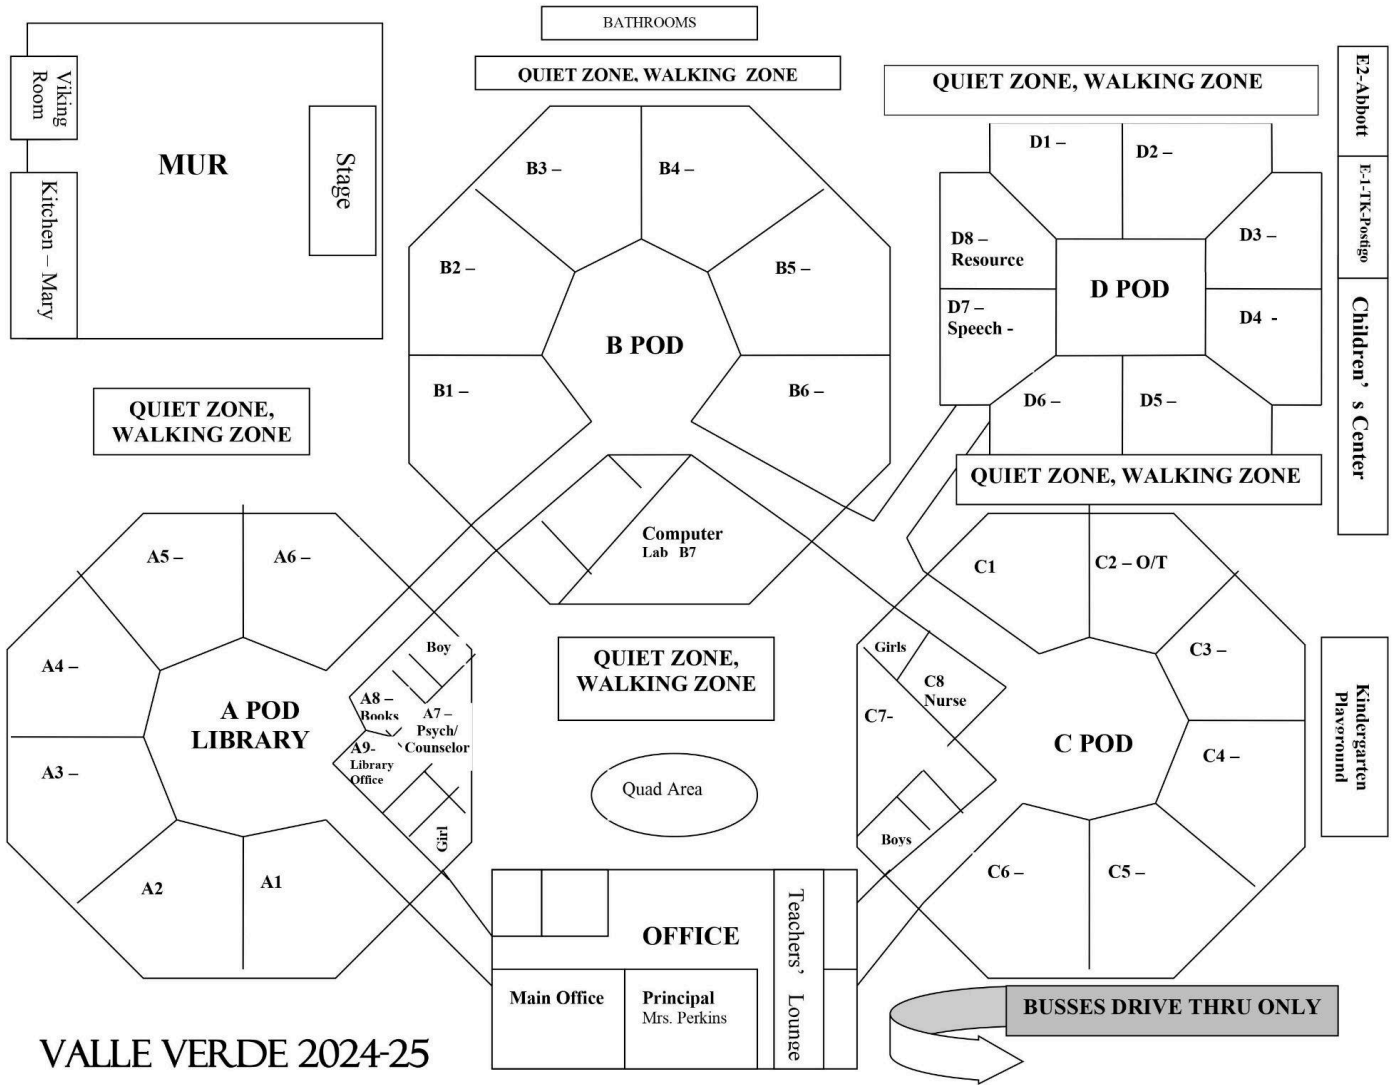 BATHROOMS
QUIET ZONE, WALKING ZONE
QUIET ZONE, WALKING ZONE
Viking
Room
MUR
Stage
Kitchen – Mary
B3 –
B4 –
B2 –
B5 –
B POD
B1 –
B6 –
Computer
Lab B7
D1 –
D2 –
D8 –
Resource
D3 –
D POD
D7 –
Speech -
D4 -
D6 –
D5 –
E2-Abbott
E-1-TK-Postigo
Children’ s Center
QUIET ZONE,
WALKING ZONE
QUIET ZONE, WALKING ZONE
A5 –
A6 –
A4 –
A POD
LIBRARY
A3 –
A2
A1
Boy
A8 –
Books
A7 –
Psych/
Counselor
A9-
Library
Office
Girl
QUIET ZONE,
WALKING ZONE
Quad Area
C1
C2 – O/T
Girls
C8
Nurse
C3 –
C7-
C POD
C4 –
Boys
C6 –
C5 –
Kindergarten
Playground
OFFICE
Teachers’ Lounge
Main Office
Principal
Mrs. Perkins
BUSSES DRIVE THRU ONLY
VALLE VERDE 2024-25